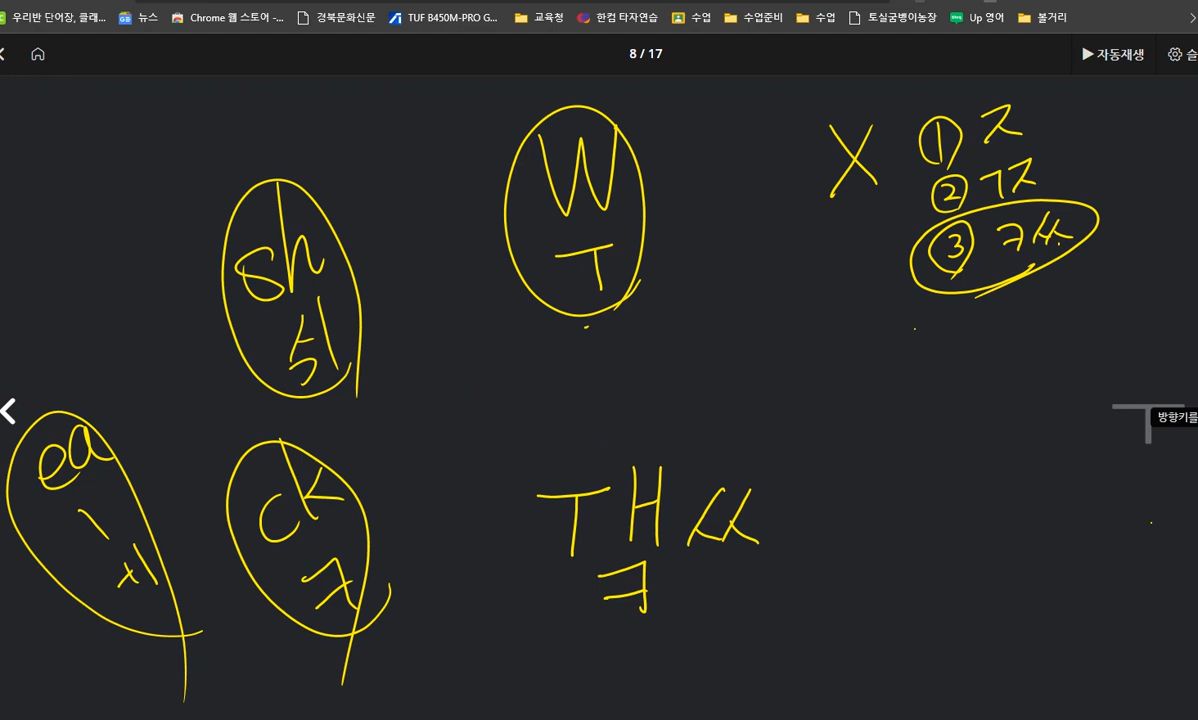 우리반 단어장, 클래... 뉴스 Chrome 웹 스토어 -... 경북문화신문 TUF B450M-PRO G... 교육청 한컴 타자연습 수업 수업준비 수업 토실굼벵이농장 Up 영어 볼거리
8 / 17 ▶자동재생 슬
W
ㅜ
X ① ㅈ
② ㄱㅈ
③ ㅋㅆ
sh
쉬
ea
ck
ㅋ
TH ㅆ
방향키를